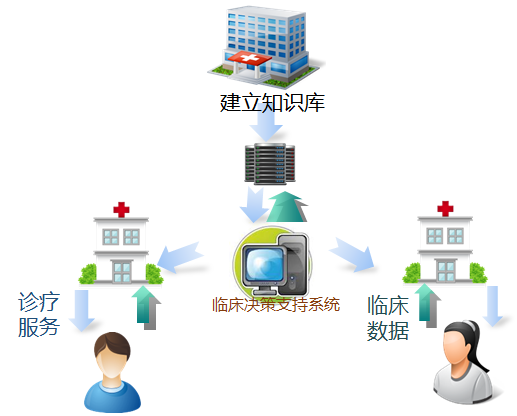 建立知识库
临床决策支持系统
诊疗
服务
临床
数据